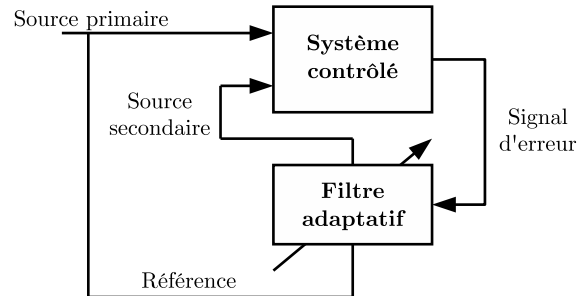 Source primaire
Système
contrôlé
Source
secondaire
Signal
d'erreur
Filtre
adaptatif
Référence